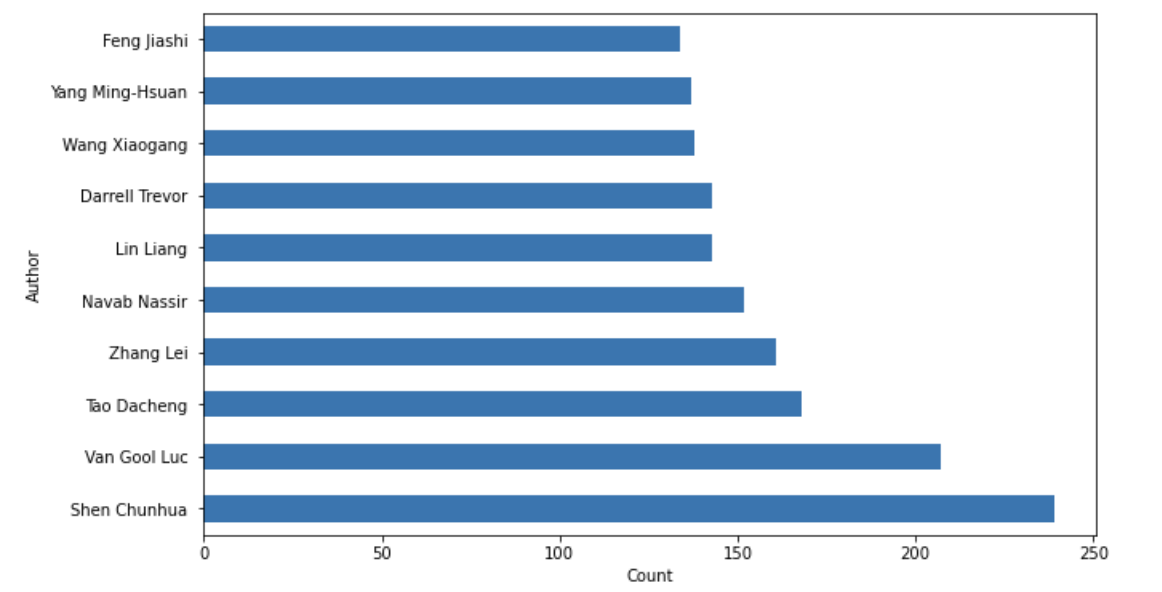 Feng Jiashi
Yang Ming-Hsuan
Wang Xiaogang
Darrell Trevor
Lin Liang
Author
Navab Nassir
Zhang Lei
Tao Dacheng
Van Gool Luc
Shen Chunhua
0 50 100 150 200 250
Count